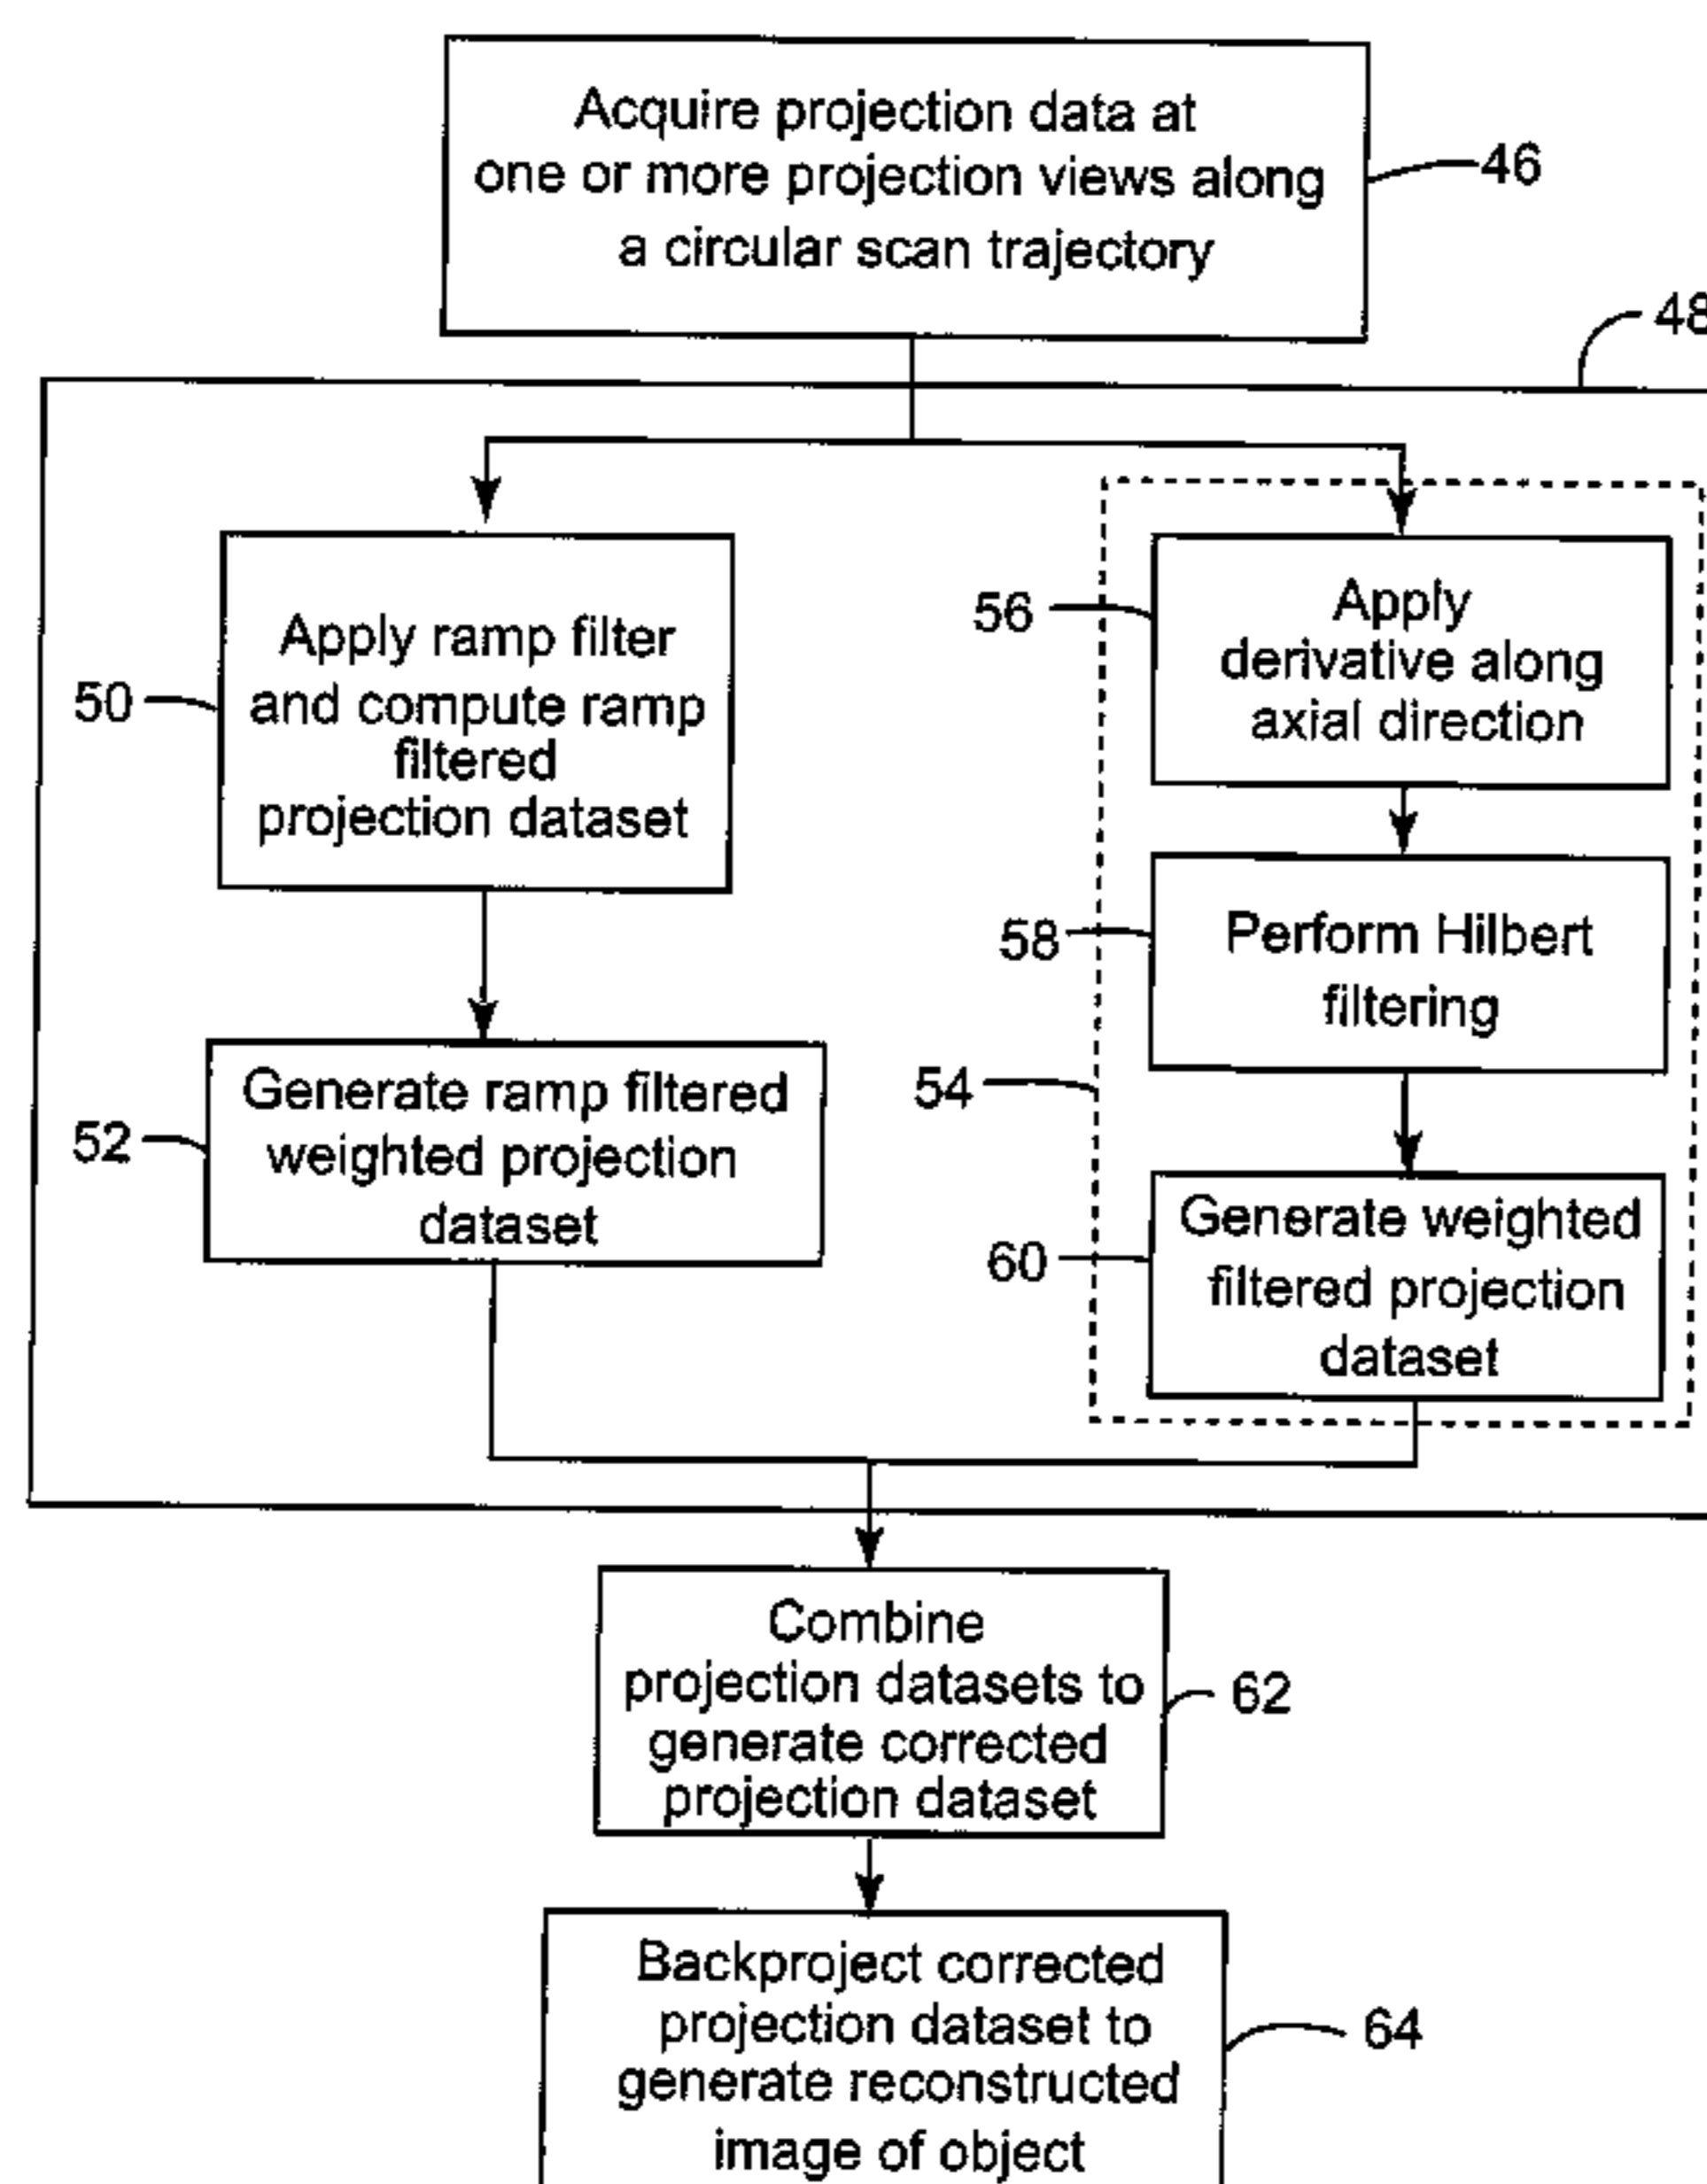 Acquire projection data at
one or more projection views along
a circular scan trajectory
46
48
50
Apply ramp filter
and compute ramp
filtered
projection dataset
52
Generate ramp filtered
weighted projection
dataset
54
56
Apply
derivative along
axial direction
58
Perform Hilbert
filtering
60
Generate weighted
filtered projection
dataset
Combine
projection datasets to
generate corrected
projection dataset
62
Backproject corrected
projection dataset to
generate reconstructed
image of object
64